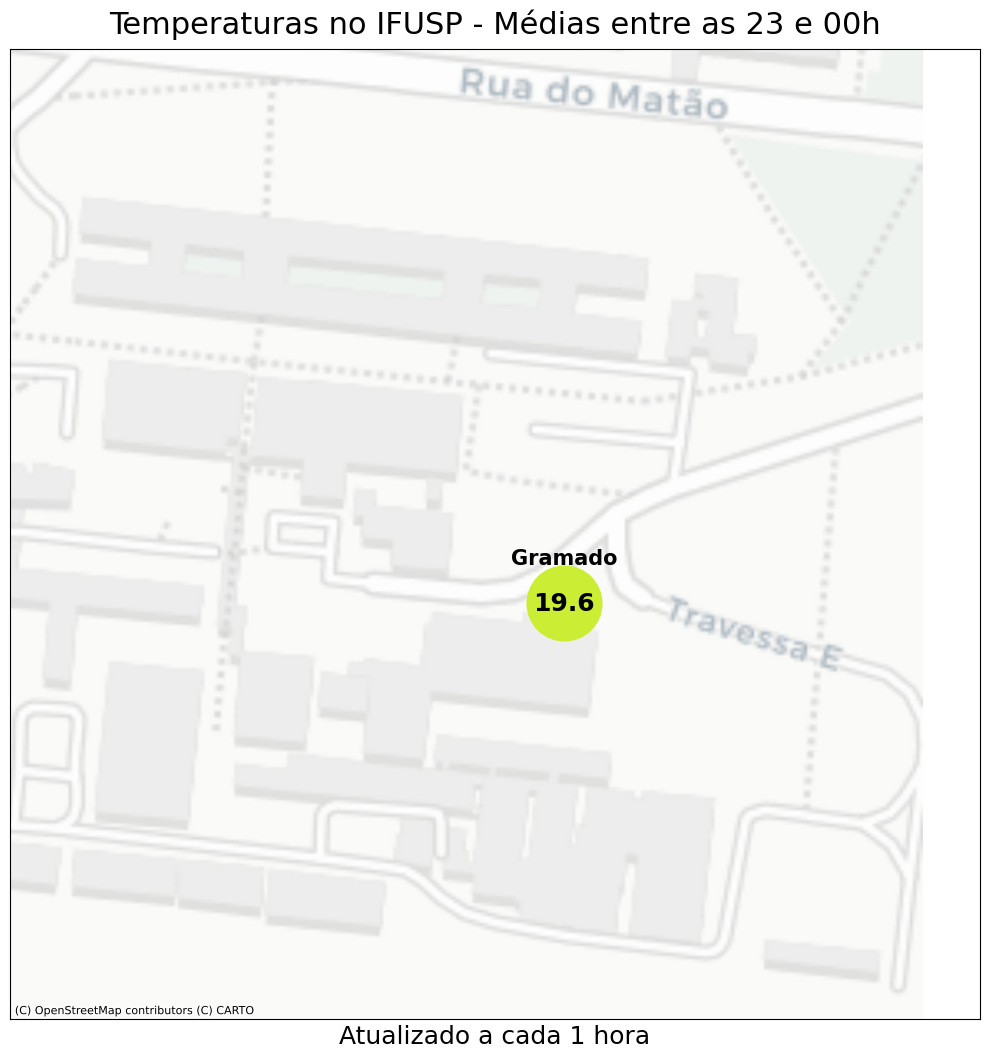 Temperaturas no IFUSP - Médias entre as 23 e 00h
Rua do Matão
Gramado
19.6
Travessa E
(C) OpenStreetMap contributors (C) CARTO
Atualizado a cada 1 hora